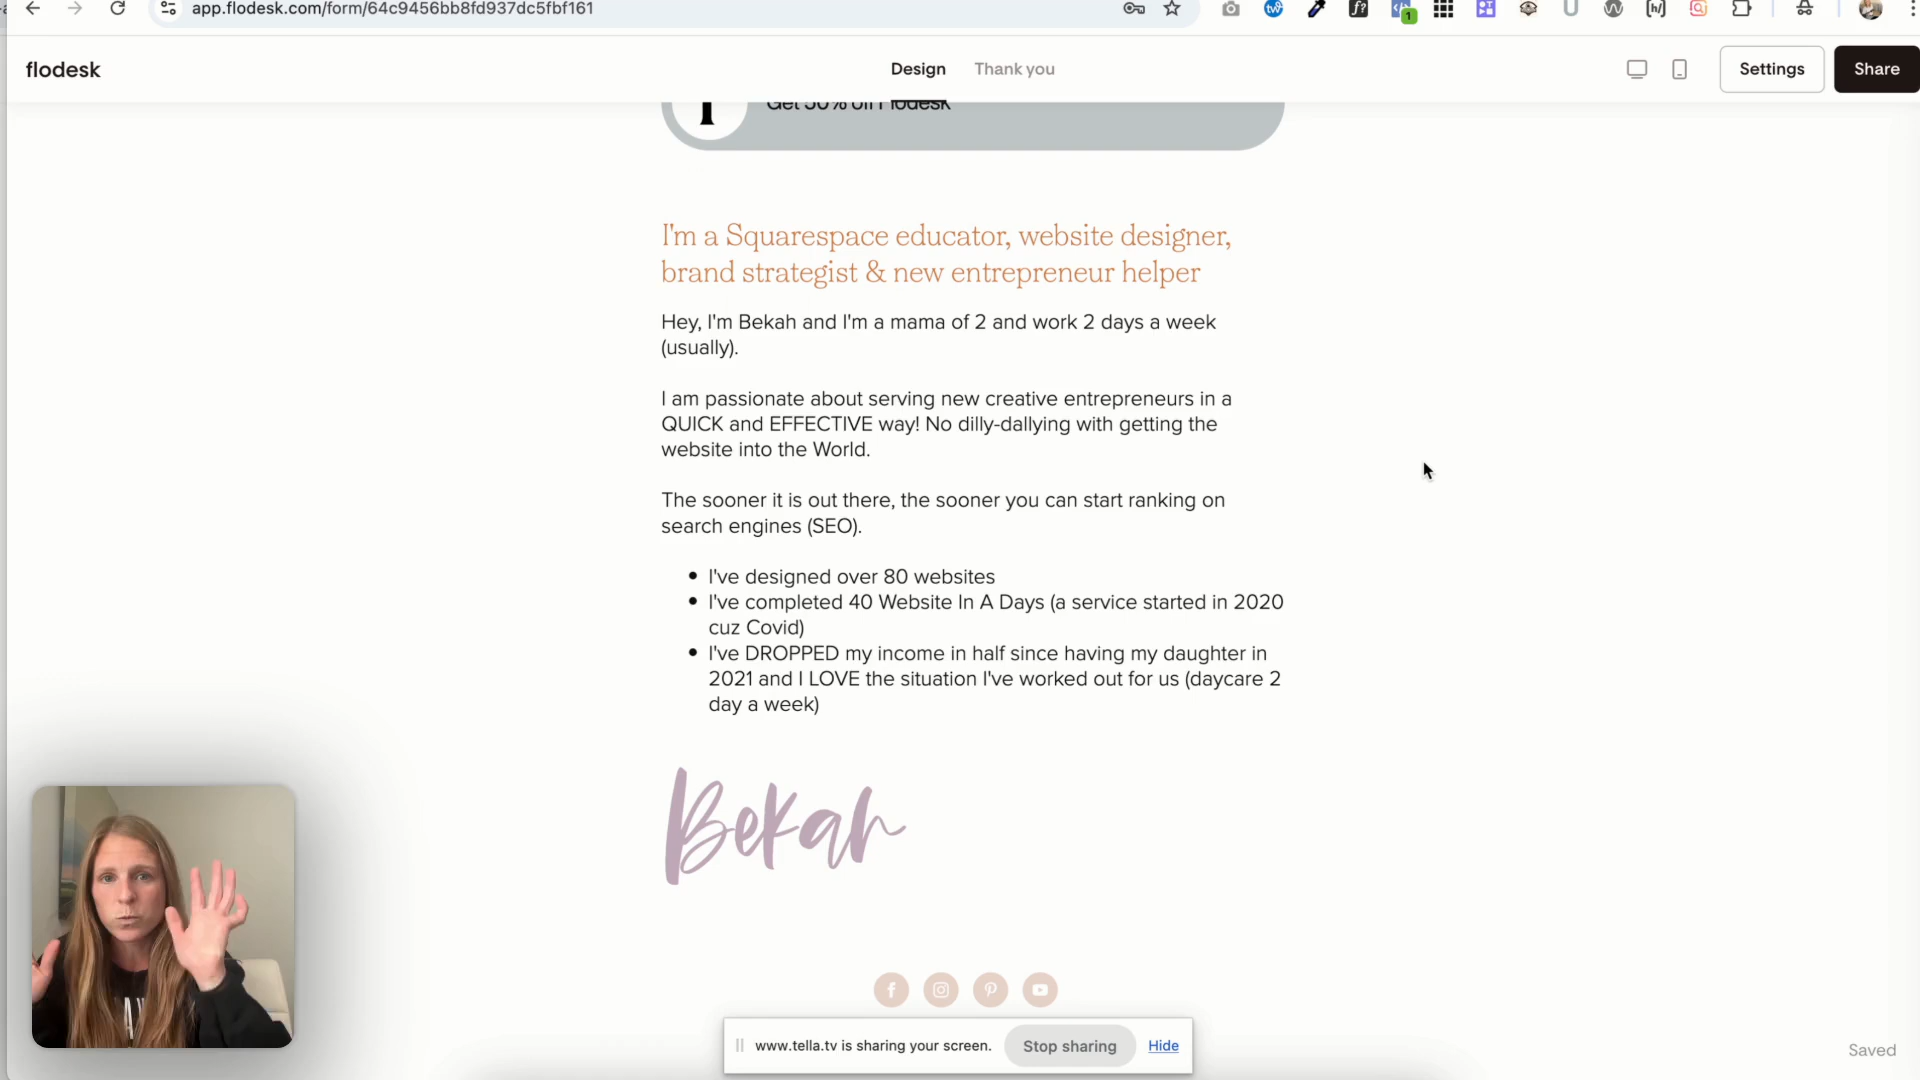 app.flodesk.com/form/64c9456bb8fd937dc5fbf161
flodesk
Design
Thank you
Settings
Share
Get 50% off Flodesk
I'm a Squarespace educator, website designer,
brand strategist & new entrepreneur helper
Hey, I'm Bekah and I'm a mama of 2 and work 2 days a week
(usually).
I am passionate about serving new creative entrepreneurs in a
QUICK and EFFECTIVE way! No dilly-dallying with getting the
website into the World.
The sooner it is out there, the sooner you can start ranking on
search engines (SEO).
• I've designed over 80 websites
• I've completed 40 Website In A Days (a service started in 2020
cuz Covid)
• I've DROPPED my income in half since having my daughter in
2021 and I LOVE the situation I've worked out for us (daycare 2
day a week)
Bekah
www.tella.tv is sharing your screen.
Stop sharing
Hide
Saved